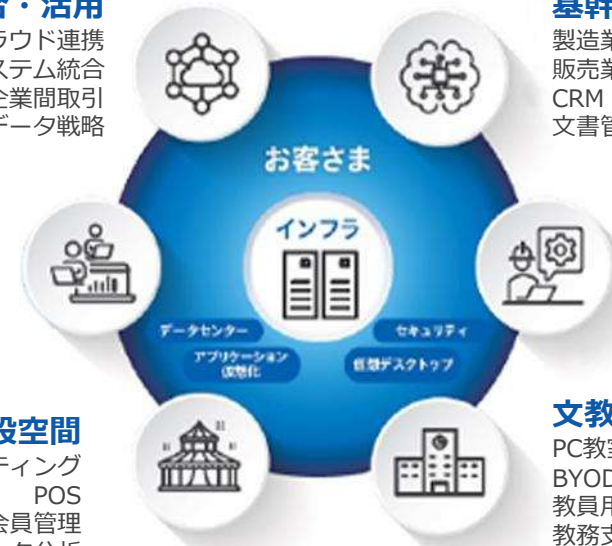 ・活用
ラウド連携
ステム統合
企業間取引
データ戦略
基幹
製造業
販売業
CRM
文書管
お客さま
インフラ
データセンター
セキュリティ
アプリケーション
仮想化
仮想デスクトップ
設空間
ティング
POS
会員管理
文教
PC教室
BYOD
教員用
教務支